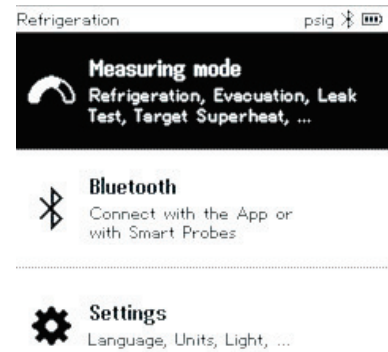 Refrigeration psig
Measuring mode
Refrigeration, Evacuation, Leak
Test, Target Superheat, ...
Bluetooth
Connect with the App or
with Smart Probes
Settings
Language, Units, Light, ...